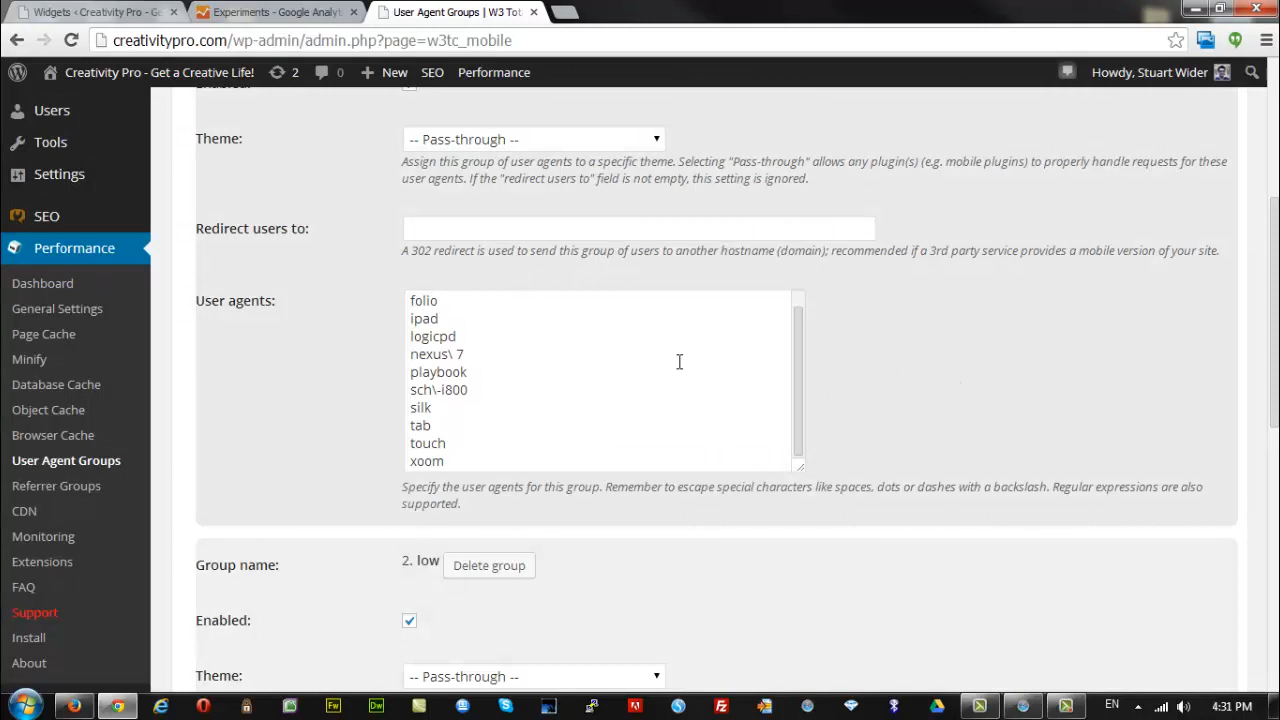 Widgets ‹ Creativity Pro - Ge
Experiments - Google Analyt
User Agent Groups | W3 Tot
creativitypro.com/wp-admin/admin.php?page=w3tc_mobile
Creativity Pro - Get a Creative Life!
2
0
New
SEO
Performance
Howdy, Stuart Wider
Users
Tools
Settings
SEO
Performance
Dashboard
General Settings
Page Cache
Minify
Database Cache
Object Cache
Browser Cache
User Agent Groups
Referrer Groups
CDN
Monitoring
Extensions
FAQ
Support
Install
About
Enabled:
Theme:
-- Pass-through --
Assign this group of user agents to a specific theme. Selecting "Pass-through" allows any plugin(s) (e.g. mobile plugins) to properly handle requests for these
user agents. If the "redirect users to" field is not empty, this setting is ignored.
Redirect users to:
A 302 redirect is used to send this group of users to another hostname (domain); recommended if a 3rd party service provides a mobile version of your site.
User agents:
folio
ipad
logicpd
nexus\ 7
playbook
sch\-i800
silk
tab
touch
xoom
Specify the user agents for this group. Remember to escape special characters like spaces, dots or dashes with a backslash. Regular expressions are also
supported.
Group name:
2. low
Delete group
Enabled:
Theme:
-- Pass-through --
Fw
Dw
EN
4:31 PM